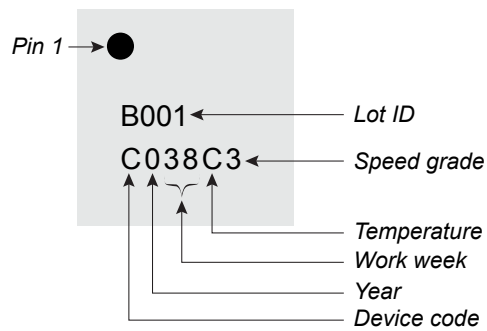 Pin 1
B001
Lot ID
C038C3
Speed grade
Temperature
Work week
Year
Device code